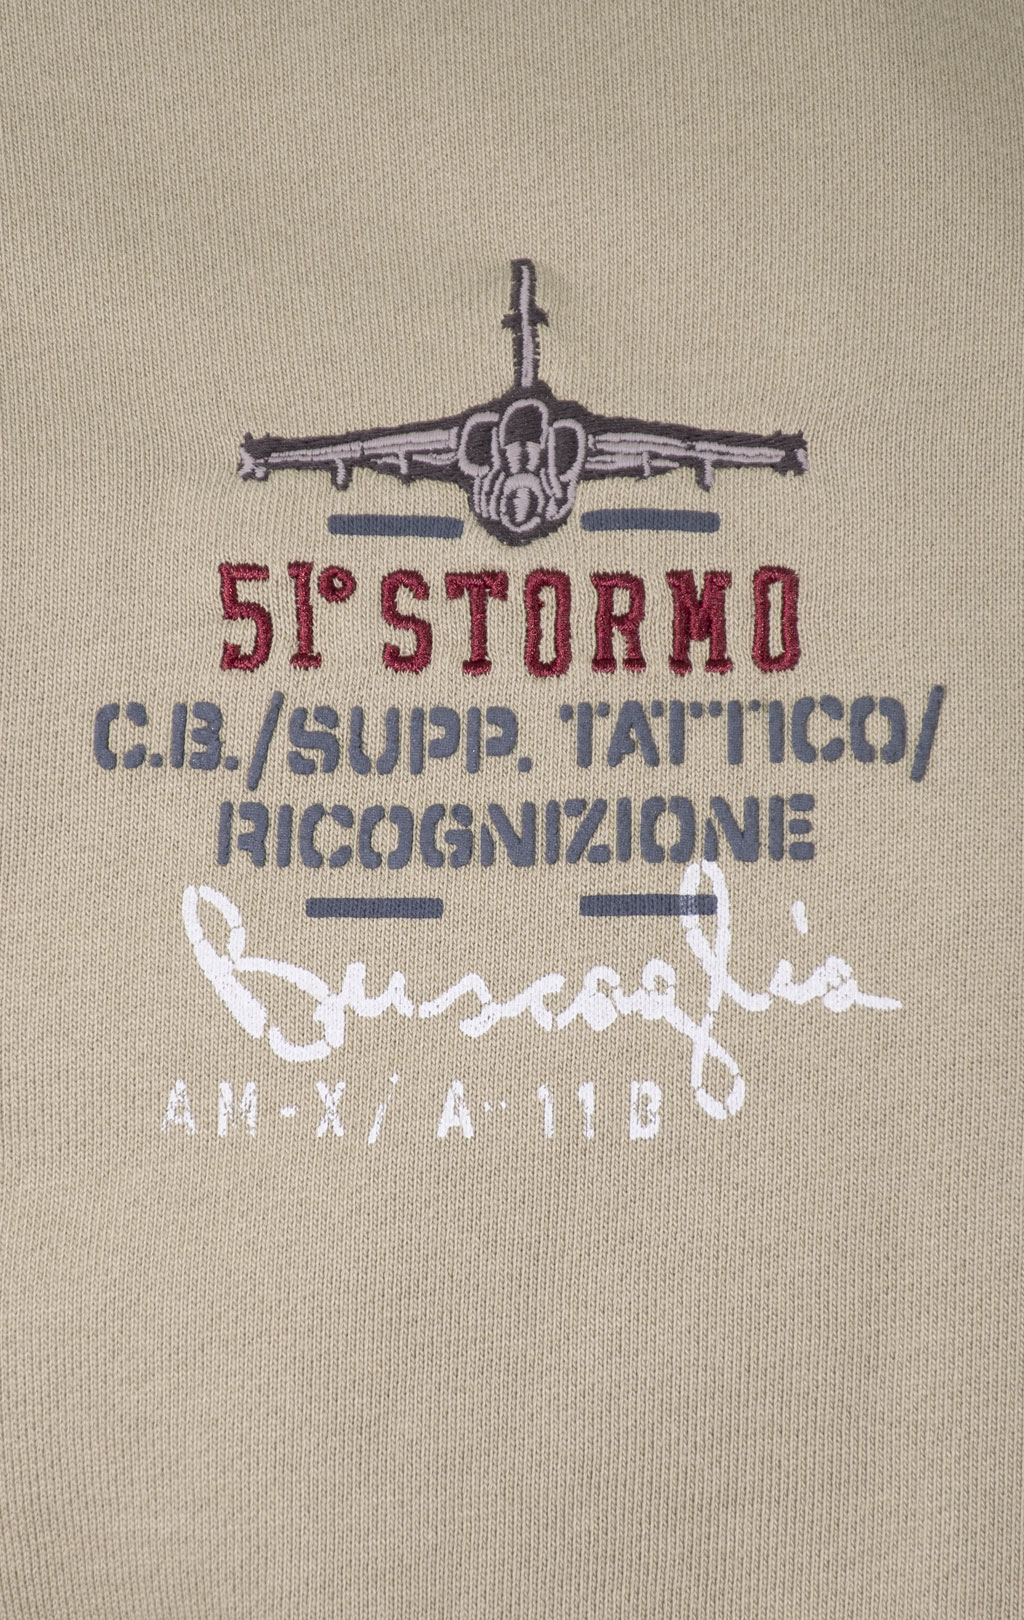 51° STORMO
C.B./SUPP. TATTICO/
RICOGNIZIONE
Buscaglia
AM-X/A-11B